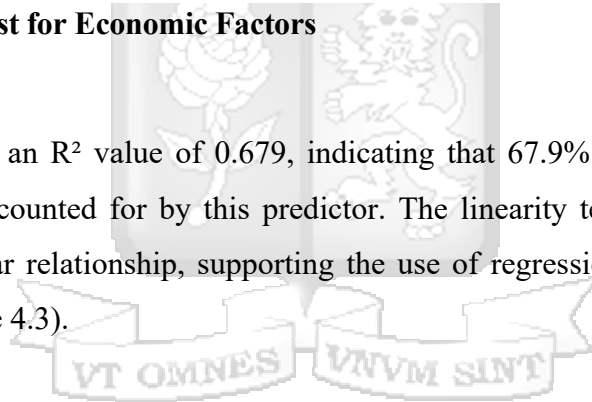 st for Economic Factors
an R² value of 0.679, indicating that 67.9%
counted for by this predictor. The linearity te
ar relationship, supporting the use of regressio
e 4.3).
VT OMNES VNVM SINT